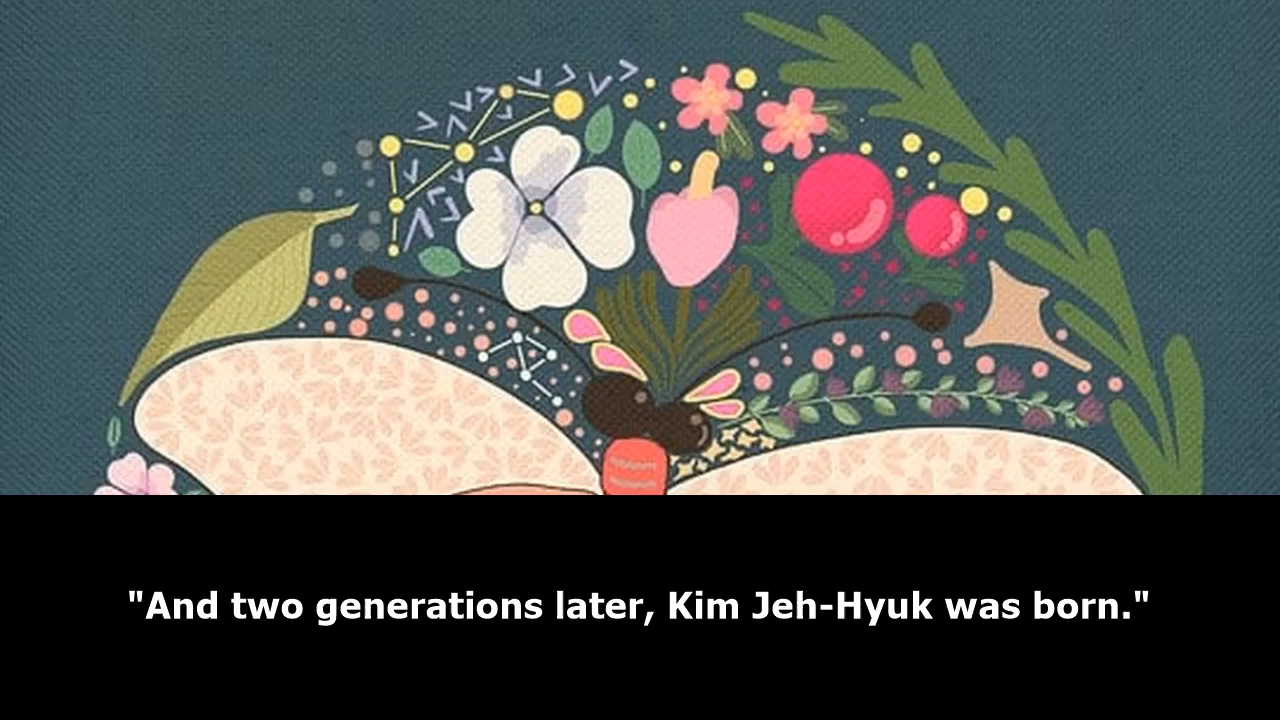 "And two generations later, Kim Jeh-Hyuk was born."